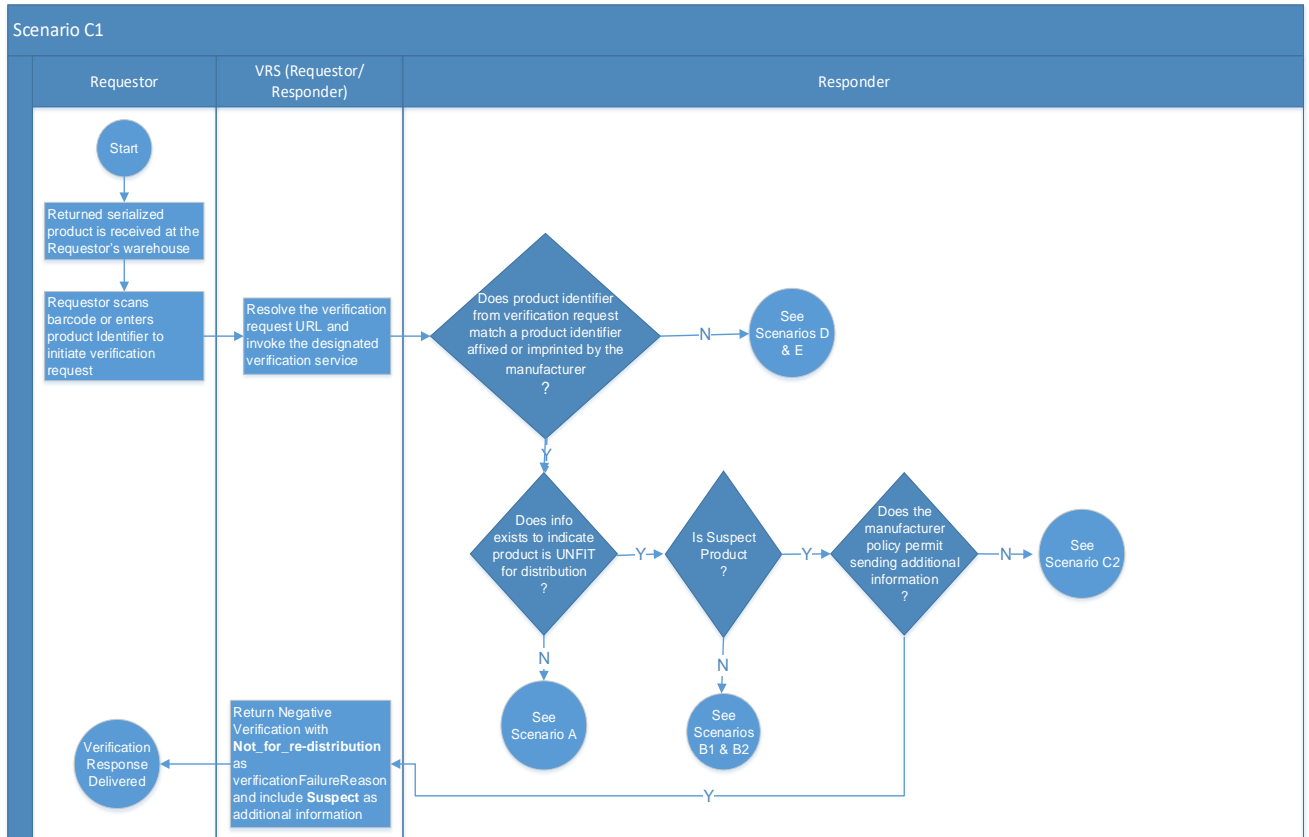 Scenario C1
Requestor
VRS (Requestor/
Responder)
Responder
Start
Returned serialized
product is received at the
Requestor's warehouse
Requestor scans
barcode or enters
product Identifier to
initiate verification
request
Resolve the verification
request URL and
invoke the designated
verification service
Does product identifier
from verification request
match a product identifier
affixed or imprinted by the
manufacturer
?
N
See
Scenarios D
& E
Y
Does info
exists to indicate
product is UNFIT
for distribution
?
Y
Is Suspect
Product
?
Y
Does the
manufacturer
policy permit
sending additional
information
?
N
See
Scenario C2
N
See
Scenario A
N
See
Scenarios
B1 & B2
Y
Return Negative
Verification with
Not_for_re-distribution
as
verificationFailureReason
and include Suspect as
additional information
Verification
Response
Delivered